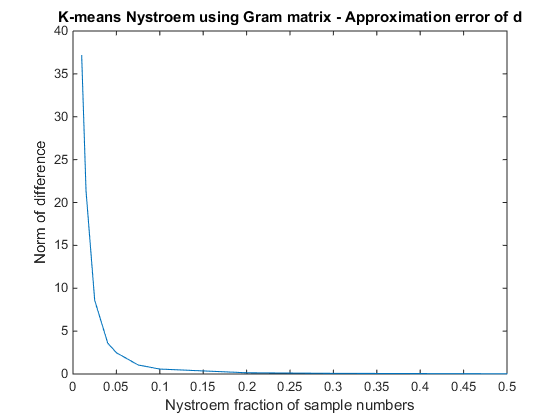 K-means Nystroem using Gram matrix - Approximation error of d
Norm of difference
40
35
30
25
20
15
10
5
0
0 0.05 0.1 0.15 0.2 0.25 0.3 0.35 0.4 0.45 0.5
Nystroem fraction of sample numbers